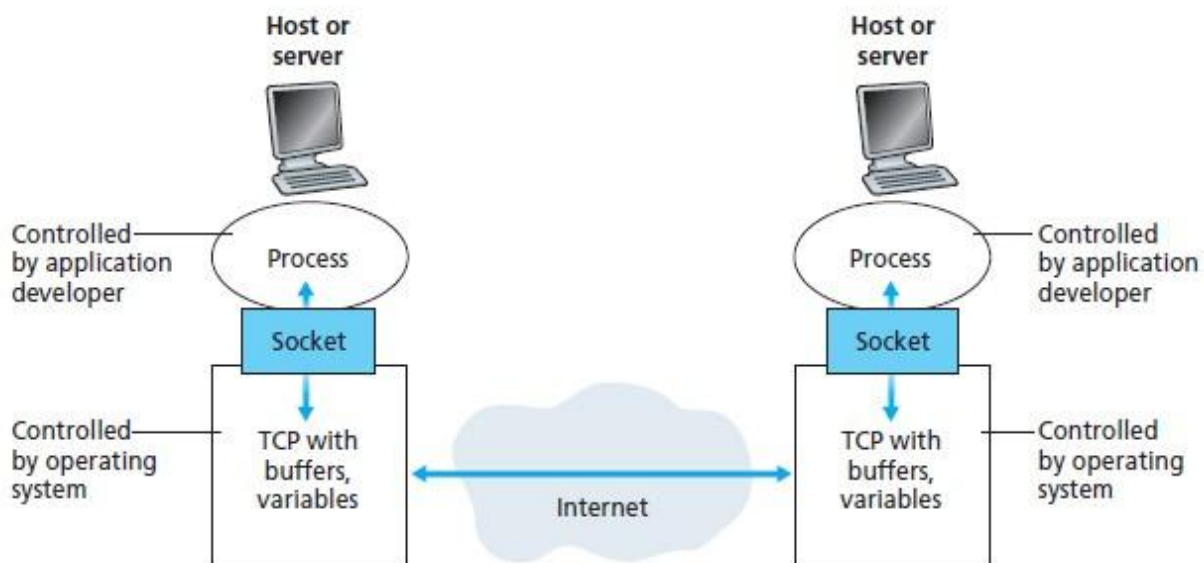 Host or
server
Host or
server
Controlled
by application
developer
Process
Process
Controlled
by application
developer
Socket
Socket
Controlled
by operating
system
TCP with
buffers,
variables
Internet
TCP with
buffers,
variables
Controlled
by operating
system